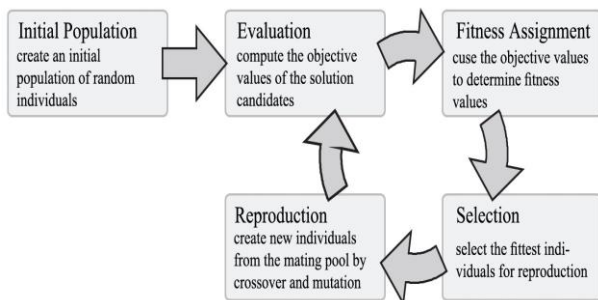 Initial Population
create an initial
population of random
individuals
Evaluation
compute the objective
values of the solution
candidates
Fitness Assignment
cuse the objective values
to determine fitness
values
Reproduction
create new individuals
from the mating pool by
crossover and mutation
Selection
select the fittest indi-
viduals for reproduction